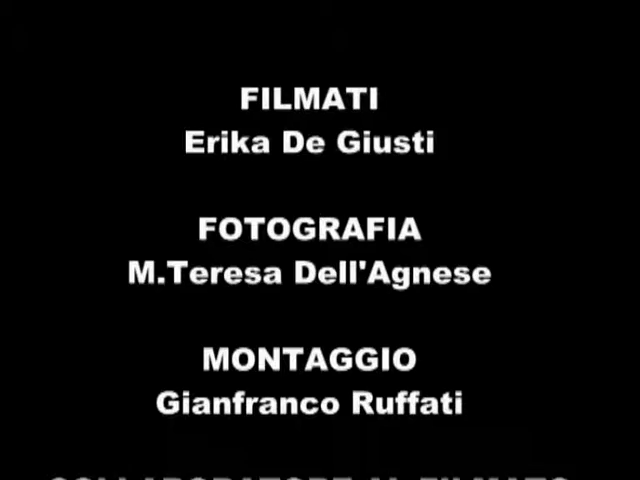 FILMATI
Erika De Giusti
FOTOGRAFIA
M.Teresa Dell'Agnese
MONTAGGIO
Gianfranco Ruffati